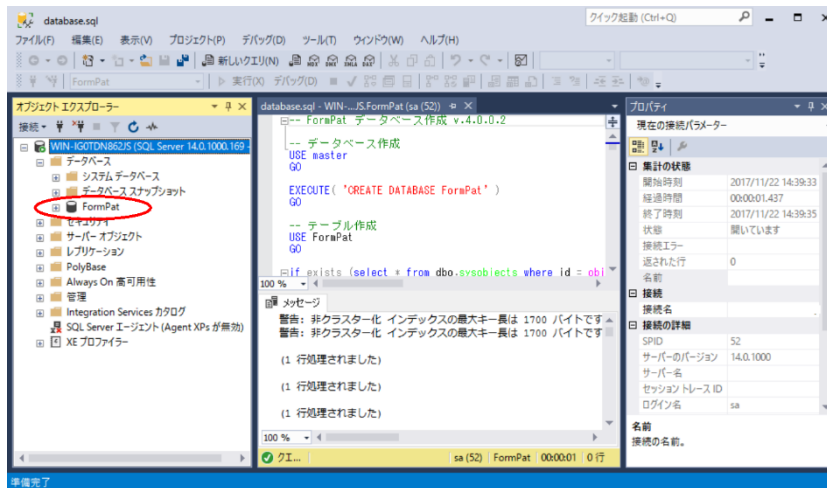 database.sql
クイック起動 (Ctrl+Q)
ファイル(F) 編集(E) 表示(V) プロジェクト(P) デバッグ(D) ツール(T) ウィンドウ(W) ヘルプ(H)
新しいクエリ(N)
FormPat 実行(X) デバッグ(D)
オブジェクト エクスプローラー
接続
WIN-IG0TDN862JS (SQL Server 14.0.1000.169 -
データベース
システム データベース
データベース スナップショット
FormPat
セキュリティ
サーバー オブジェクト
レプリケーション
PolyBase
Always On 高可用性
管理
Integration Services カタログ
SQL Server エージェント (Agent XPs が無効)
XE プロファイラー
database.sql - WIN-...JS.FormPat (sa (52))
-- FormPat データベース作成 v.4.0.0.2
-- データベース作成
USE master
GO
EXECUTE( 'CREATE DATABASE FormPat' )
GO
-- テーブル作成
USE FormPat
GO
if exists (select * from dbo.sysobjects where id = obj
100 %
メッセージ
警告: 非クラスター化 インデックスの最大キー長は 1700 バイトです
警告: 非クラスター化 インデックスの最大キー長は 1700 バイトです
(1 行処理されました)
(1 行処理されました)
(1 行処理されました)
100 %
クエ... sa (52) FormPat 00:00:01 0 行
プロパティ
現在の接続パラメーター
集計の状態
開始時刻 2017/11/22 14:39:33
経過時間 00:00:01.437
終了時刻 2017/11/22 14:39:35
状態 開いています
接続エラー
返された行 0
名前
接続
接続名
接続の詳細
SPID 52
サーバーのバージョン 14.0.1000
サーバー名
セッション トレース ID
ログイン名 sa
名前
接続の名前。
準備完了